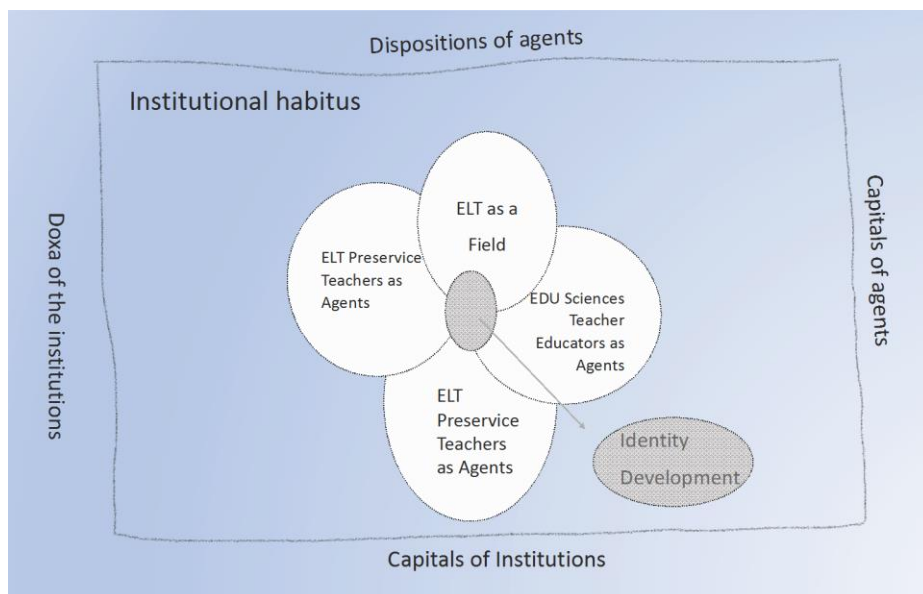 Dispositions of agents
Institutional habitus
Doxa of the institutions
Capitals of agents
ELT as a
Field
ELT Preservice
Teachers as
Agents
EDU Sciences
Teacher
Educators as
Agents
ELT
Preservice
Teachers
as Agents
Identity
Development
Capitals of Institutions